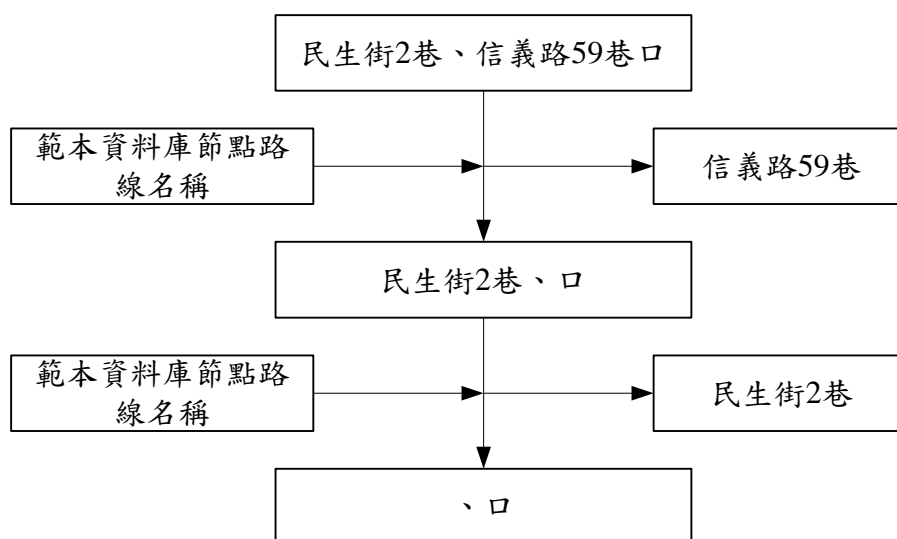 民生街2巷、信義路59巷口
範本資料庫節點路
線名稱
信義路59巷
民生街2巷、口
範本資料庫節點路
線名稱
民生街2巷
、口